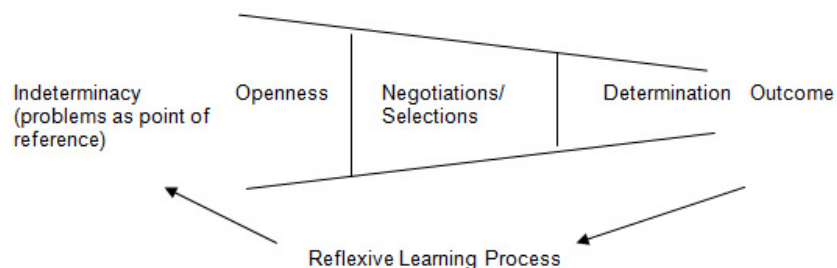 Indeterminacy
(problems as point of
reference)
Openness
Negotiations/
Selections
Determination
Outcome
Reflexive Learning Process